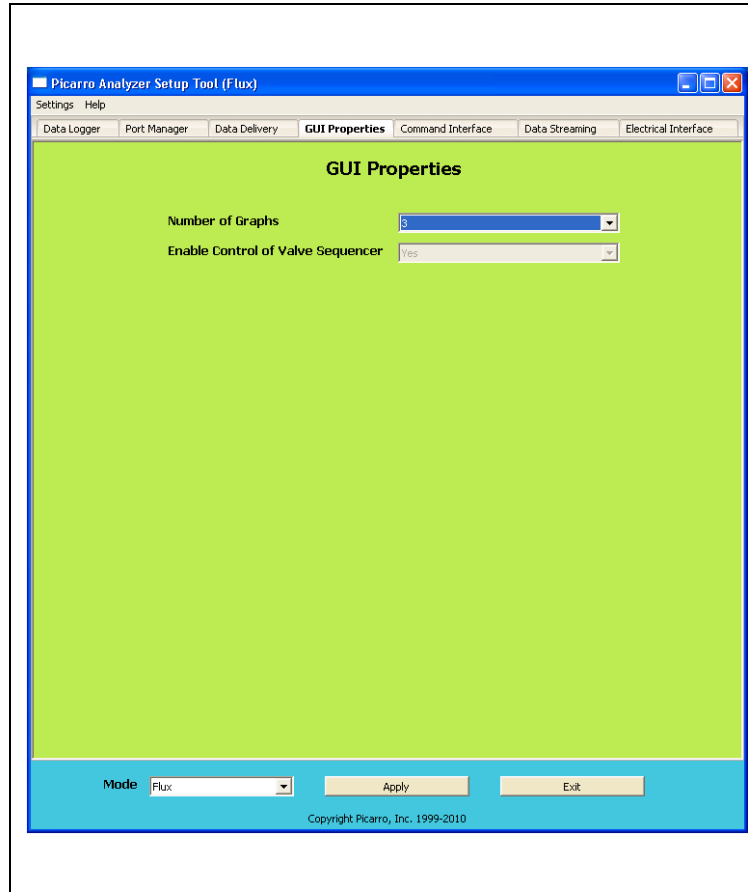 Picarro Analyzer Setup Tool (Flux)
Settings Help
Data Logger Port Manager Data Delivery GUI Properties Command Interface Data Streaming Electrical Interface
GUI Properties
Number of Graphs 3
Enable Control of Valve Sequencer Yes
Mode Flux Apply Exit
Copyright Picarro, Inc. 1999-2010